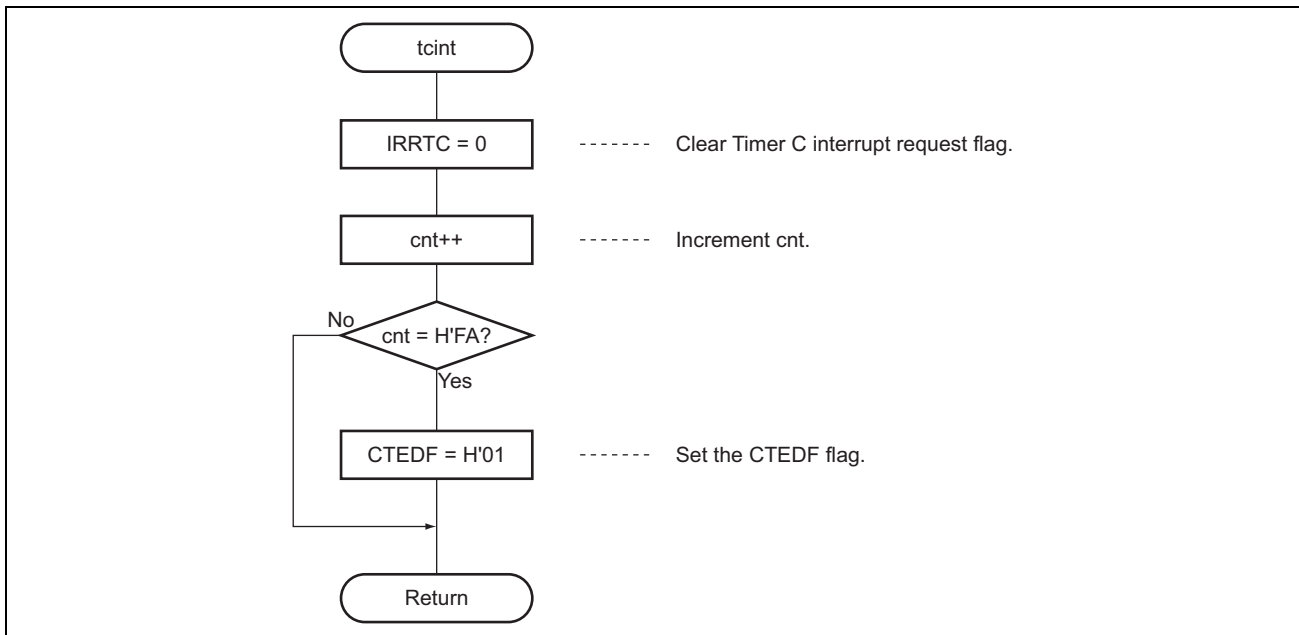 tcint
IRRTC = 0
Clear Timer C interrupt request flag.
cnt++
Increment cnt.
No
cnt = H'FA?
Yes
CTEDF = H'01
Set the CTEDF flag.
Return